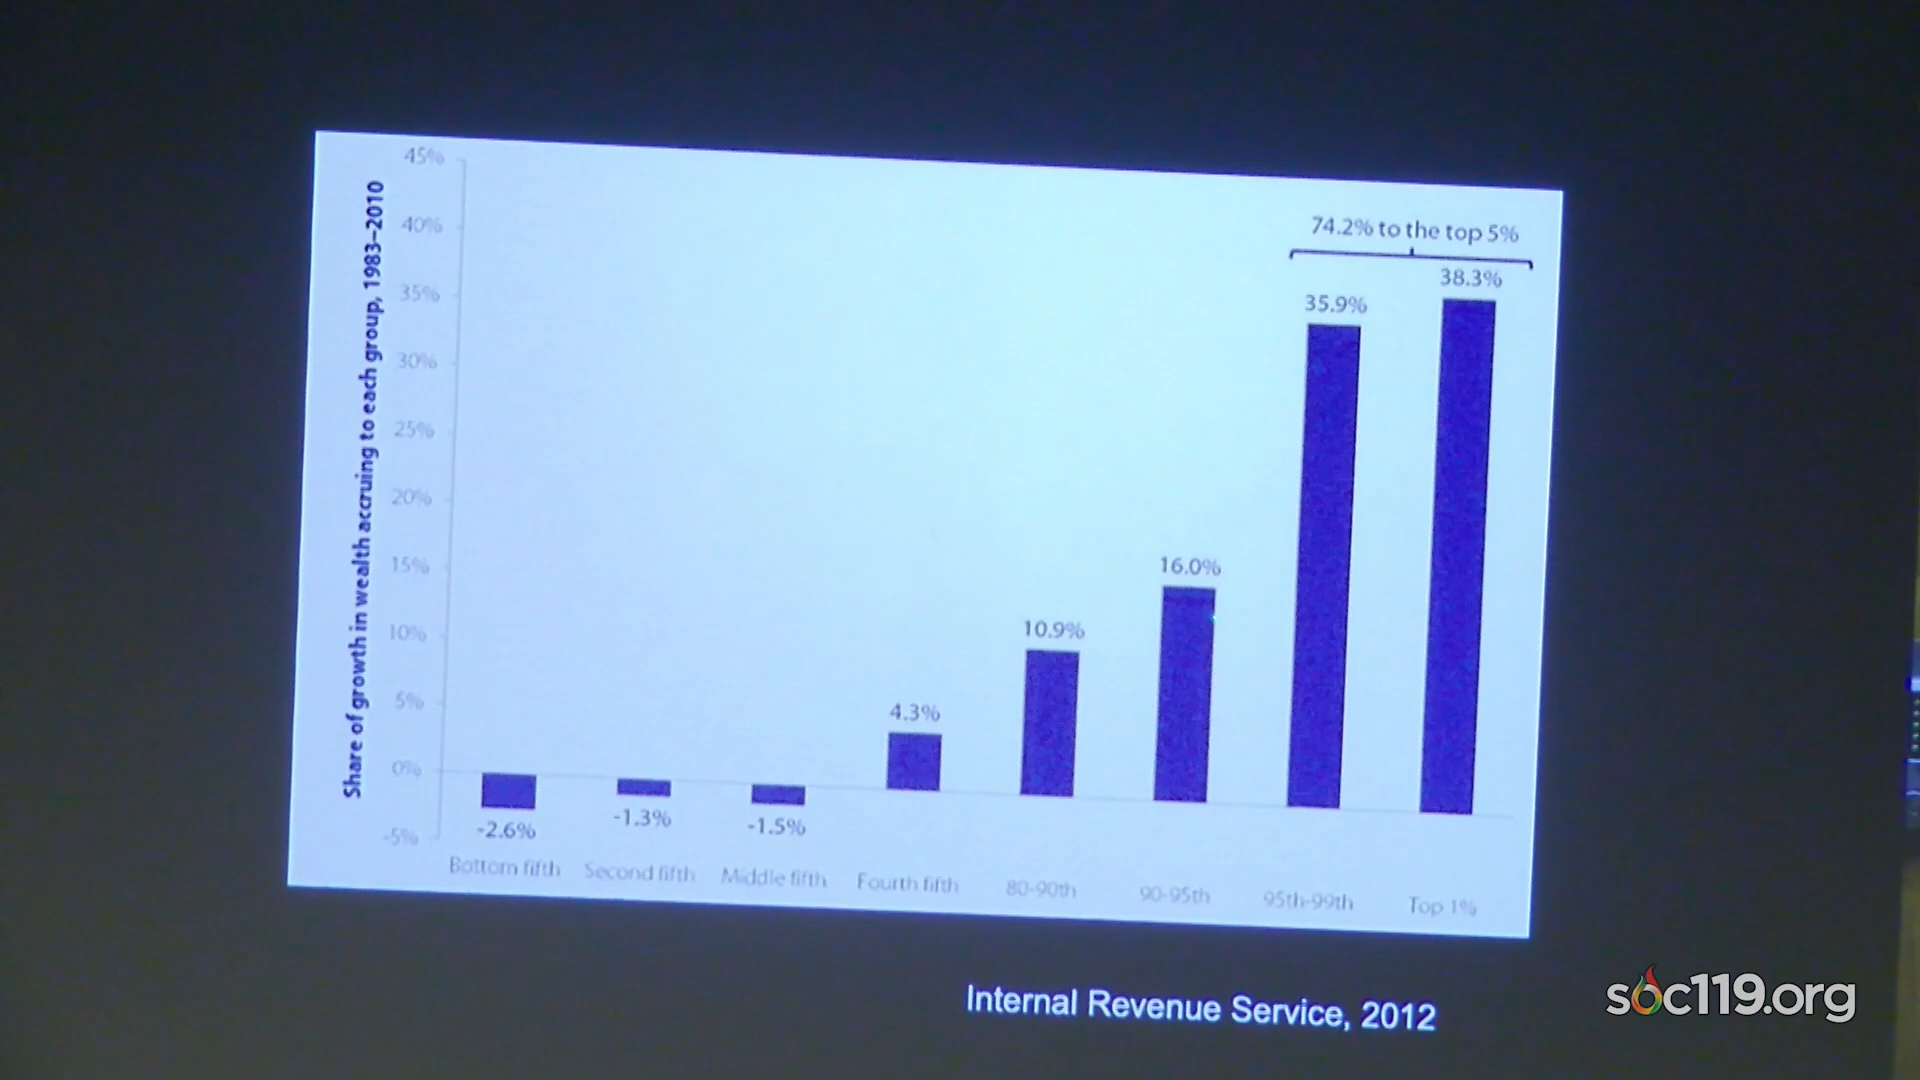 Share of growth in wealth accruing to each group, 1983–2010
45%
40%
35%
30%
25%
20%
15%
10%
5%
0%
-5%
74.2% to the top 5%
38.3%
35.9%
16.0%
10.9%
4.3%
-2.6%
-1.3%
-1.5%
Bottom fifth
Second fifth
Middle fifth
Fourth fifth
80-90th
90-95th
95th-99th
Top 1%
Internal Revenue Service, 2012
soc119.org